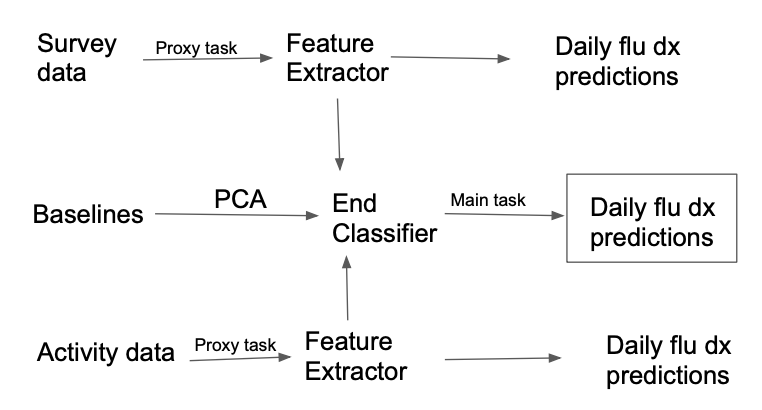 Survey
data
Proxy task
Feature
Extractor
Daily flu dx
predictions
Baselines
PCA
End
Classifier
Main task
Daily flu dx
predictions
Activity data
Proxy task
Feature
Extractor
Daily flu dx
predictions